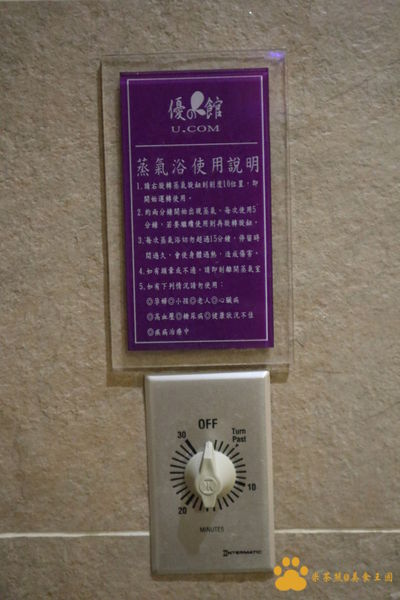 優の館
U.COM
蒸氣浴使用說明
1.請右旋轉蒸氣旋鈕到刻度10位置,即
開始運轉使用。
2.約兩分鐘開始出現蒸氣。每次使用5
分鐘,若要繼續使用則再旋轉旋鈕。
3.每次蒸氣浴切勿超過15分鐘,停留時
間過久,會使身體過熱,造成傷害。
4.如有頭暈或不適,請即刻離開蒸氣室
5.如有下列情況請勿使用:
◎孕婦◎小孩◎老人◎心臟病
◎高血壓◎糖尿病◎健康狀況不佳
◎疾病治療中
OFF
Turn
Past
30
10
20
MINUTES
INTERMATIC
米茶狐@美食王國